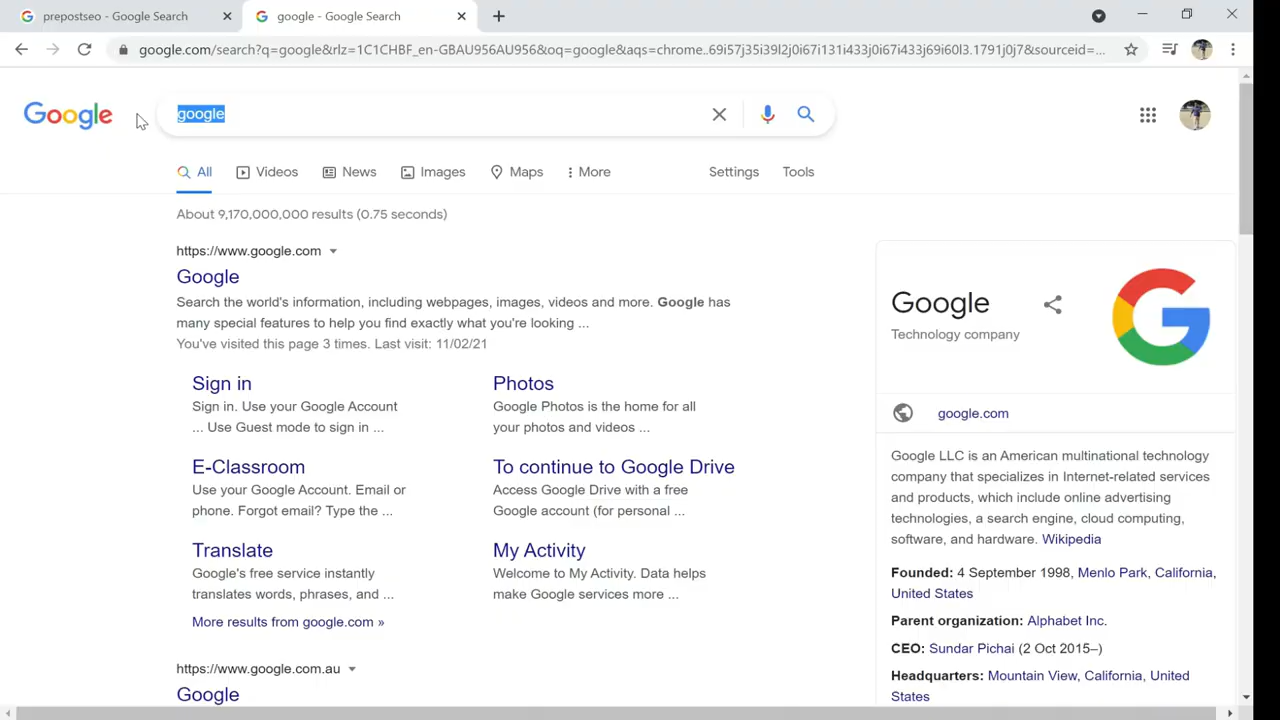 prepostseo - Google Search
google - Google Search
google.com/search?q=google&rlz=1C1CHBF_en-GBAU956AU956&oq=google&aqs=chrome..69i57j35i39l2j0i67i131i433j0i67i433j69i60l3.1791j0j7&sourceid=...
Google
google
All
Videos
News
Images
Maps
More
Settings
Tools
About 9,170,000,000 results (0.75 seconds)
https://www.google.com
Google
Search the world's information, including webpages, images, videos and more. Google has
many special features to help you find exactly what you're looking ...
You've visited this page 3 times. Last visit: 11/02/21
Sign in
Sign in. Use your Google Account
... Use Guest mode to sign in ...
Photos
Google Photos is the home for all
your photos and videos ...
E-Classroom
Use your Google Account. Email or
phone. Forgot email? Type the ...
To continue to Google Drive
Access Google Drive with a free
Google account (for personal ...
Translate
Google's free service instantly
translates words, phrases, and ...
My Activity
Welcome to My Activity. Data helps
make Google services more ...
More results from google.com »
https://www.google.com.au
Google
Google
Technology company
google.com
Google LLC is an American multinational technology
company that specializes in Internet-related services
and products, which include online advertising
technologies, a search engine, cloud computing,
software, and hardware. Wikipedia
Founded: 4 September 1998, Menlo Park, California,
United States
Parent organization: Alphabet Inc.
CEO: Sundar Pichai (2 Oct 2015–)
Headquarters: Mountain View, California, United
States